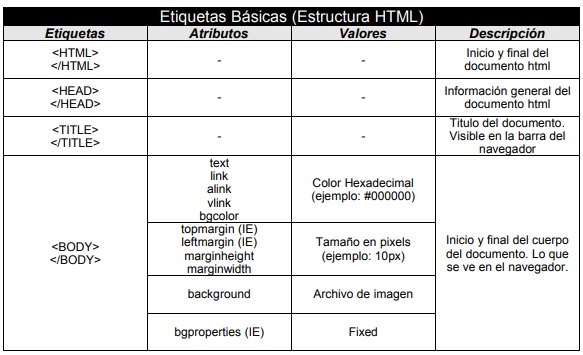 Etiquetas Básicas (Estructura HTML)
Etiquetas Atributos Valores Descripción
<HTML>
</HTML>
-
-
Inicio y final del
documento html
<HEAD>
</HEAD>
-
-
Información general del
documento html
<TITLE>
</TITLE>
-
-
Titulo del documento.
Visible en la barra del
navegador
<BODY>
</BODY>
text
link
alink
vlink
bgcolor
Color Hexadecimal
(ejemplo: #000000)
topmargin (IE)
leftmargin (IE)
marginheight
marginwidth
Tamaño en pixels
(ejemplo: 10px)
background
Archivo de imagen
bgproperties (IE)
Fixed
Inicio y final del cuerpo
del documento. Lo que
se ve en el navegador.